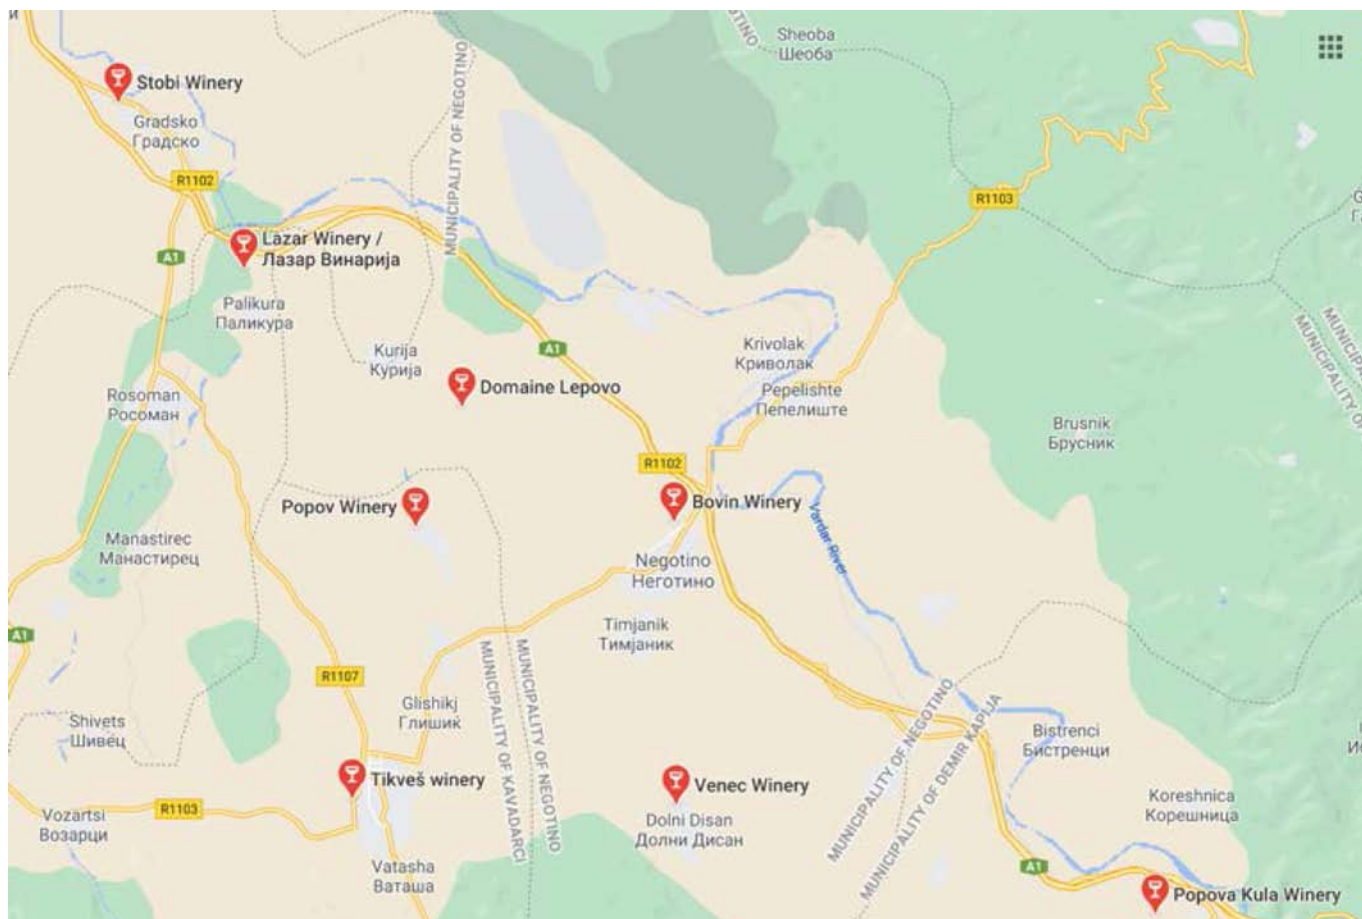 и
Sheoba
Шеоба
NEGOTINO
Stobi Winery
Gradsko
Градско
MUNICIPALITY OF NEGOTINO
R1102
R1103
Lazar Winery /
Лазар Винарија
A1
Palikura
Паликура
Kurija
Курија
A1
Krivolak
Криволак
MUNICIPALITY
MUNICIPALITY OF
Domaine Lepovo
Pepelishte
Пепелиште
Rosoman
Росоман
Brusnik
Брусник
R1102
Popov Winery
Bovin Winery
Vardar River
Manastirec
Манастирец
Negotino
Неготино
Timjanik
Тимјаник
A1
R1107
MUNICIPALITY OF KAVADARCI
MUNICIPALITY OF NEGOTINO
MUNICIPALITY OF NEGOTINO
MUNICIPALITY OF DEMIR KAPIJA
Glishikj
Глишиќ
Shivets
Шивец
Bistrenci
Бистренци
Tikveš winery
Venec Winery
R1103
Vozartsi
Возарци
Dolni Disan
Долни Дисан
Koreshnica
Корешница
Vatasha
Ваташа
A1
Popova Kula Winery